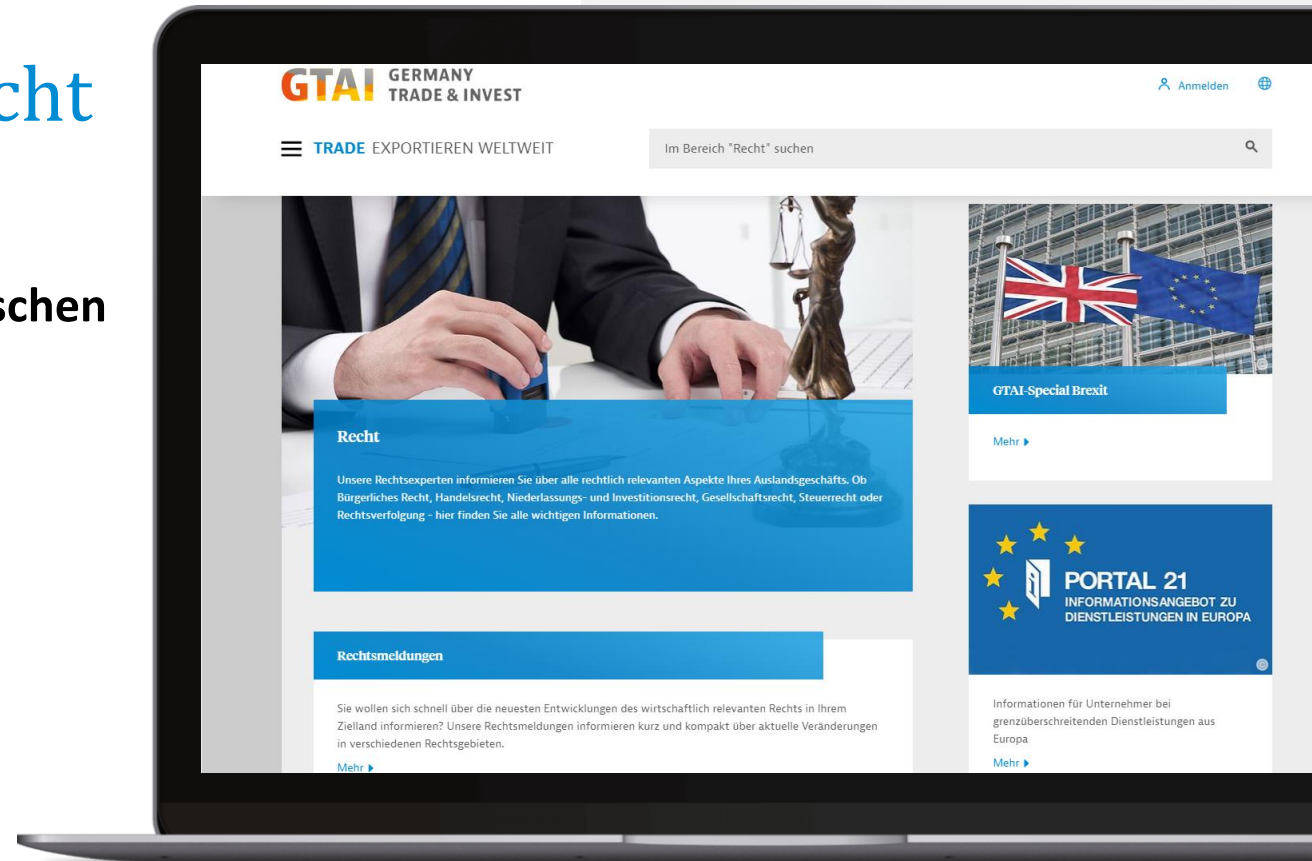 cht
schen
GTAI GERMANY
TRADE & INVEST
Anmelden
TRADE EXPORTIEREN WELTWEIT
Im Bereich "Recht" suchen
Recht
Unsere Rechtsexperten informieren Sie über alle rechtlich relevanten Aspekte Ihres Auslandsgeschäfts. Ob
Bürgerliches Recht, Handelsrecht, Niederlassungs- und Investitionsrecht, Gesellschaftsrecht, Steuerrecht oder
Rechtsverfolgung - hier finden Sie alle wichtigen Informationen.
Rechtsmeldungen
Sie wollen sich schnell über die neuesten Entwicklungen des wirtschaftlich relevanten Rechts in Ihrem
Zielland informieren? Unsere Rechtsmeldungen informieren kurz und kompakt über aktuelle Veränderungen
in verschiedenen Rechtsgebieten.
Mehr
GTAI-Special Brexit
Mehr
PORTAL 21
INFORMATIONSANGEBOT ZU
DIENSTLEISTUNGEN IN EUROPA
Informationen für Unternehmer bei
grenzüberschreitenden Dienstleistungen aus
Europa
Mehr